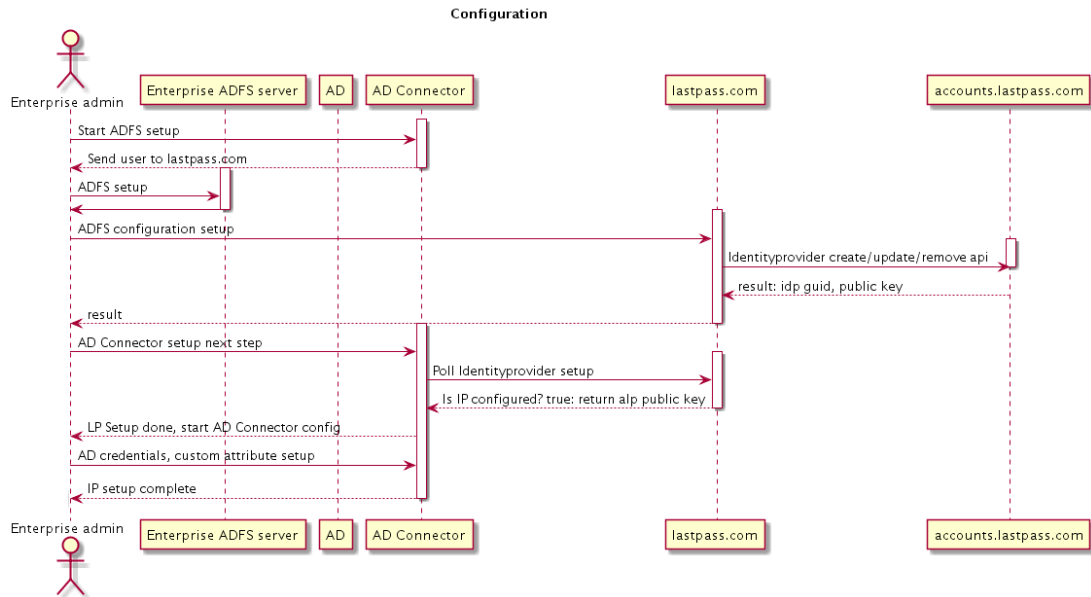 Configuration
Enterprise admin
Enterprise ADFS server
AD
AD Connector
lastpass.com
accounts.lastpass.com
Start ADFS setup
Send user to lastpass.com
ADFS setup
ADFS configuration setup
Identityprovider create/update/remove api
result: idp guid, public key
result
AD Connector setup next step
Poll Identityprovider setup
Is IP configured? true: return alp public key
LP Setup done, start AD Connector config
AD credentials, custom attribute setup
IP setup complete
Enterprise admin
Enterprise ADFS server
AD
AD Connector
lastpass.com
accounts.lastpass.com